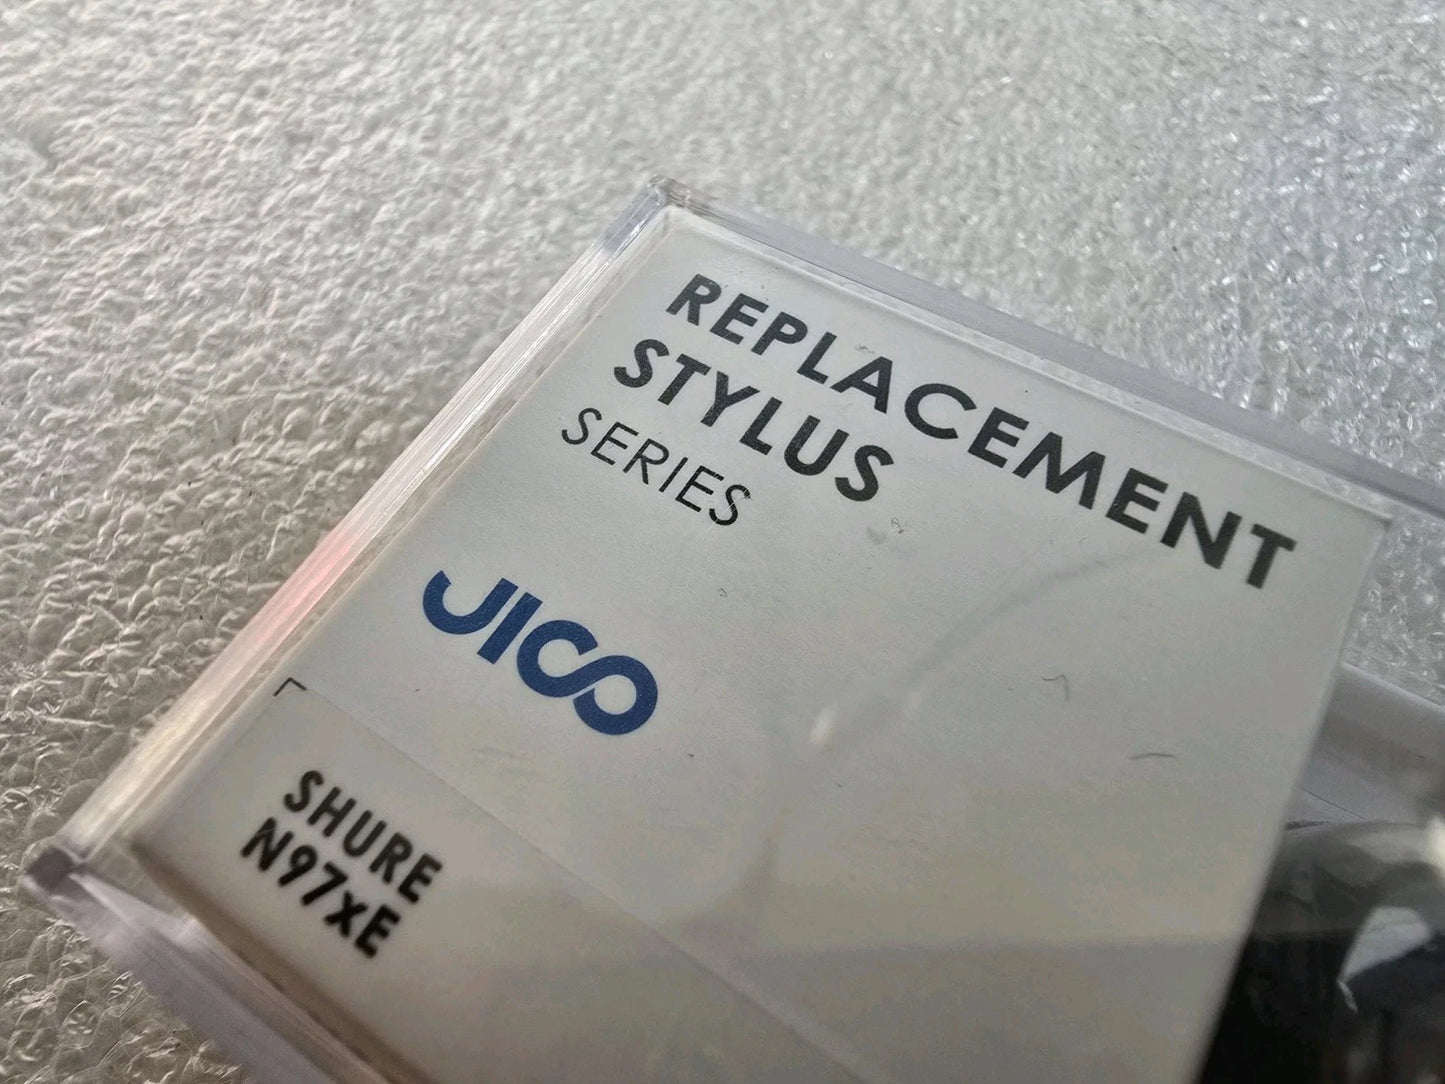 REPLACEMENT
STYLUS
SERIES
JICO
SHURE
N97xE